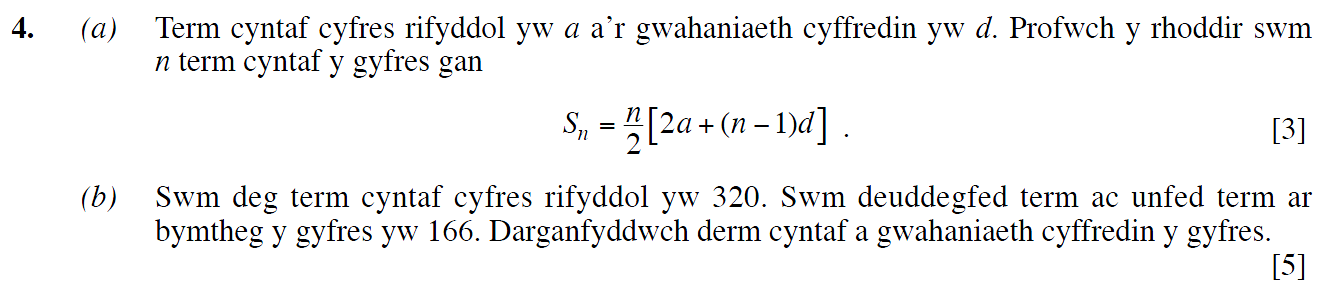 4. (a) Term cyntaf cyfres rifyddol yw a a’r gwahaniaeth cyffredin yw d. Profwch y rhoddir swm
n term cyntaf y gyfres gan
Sₙ = n/2 [2a + (n – 1)d] .
[3]
(b) Swm deg term cyntaf cyfres rifyddol yw 320. Swm deuddegfed term ac unfed term ar
bymtheg y gyfres yw 166. Darganfyddwch derm cyntaf a gwahaniaeth cyffredin y gyfres.
[5]